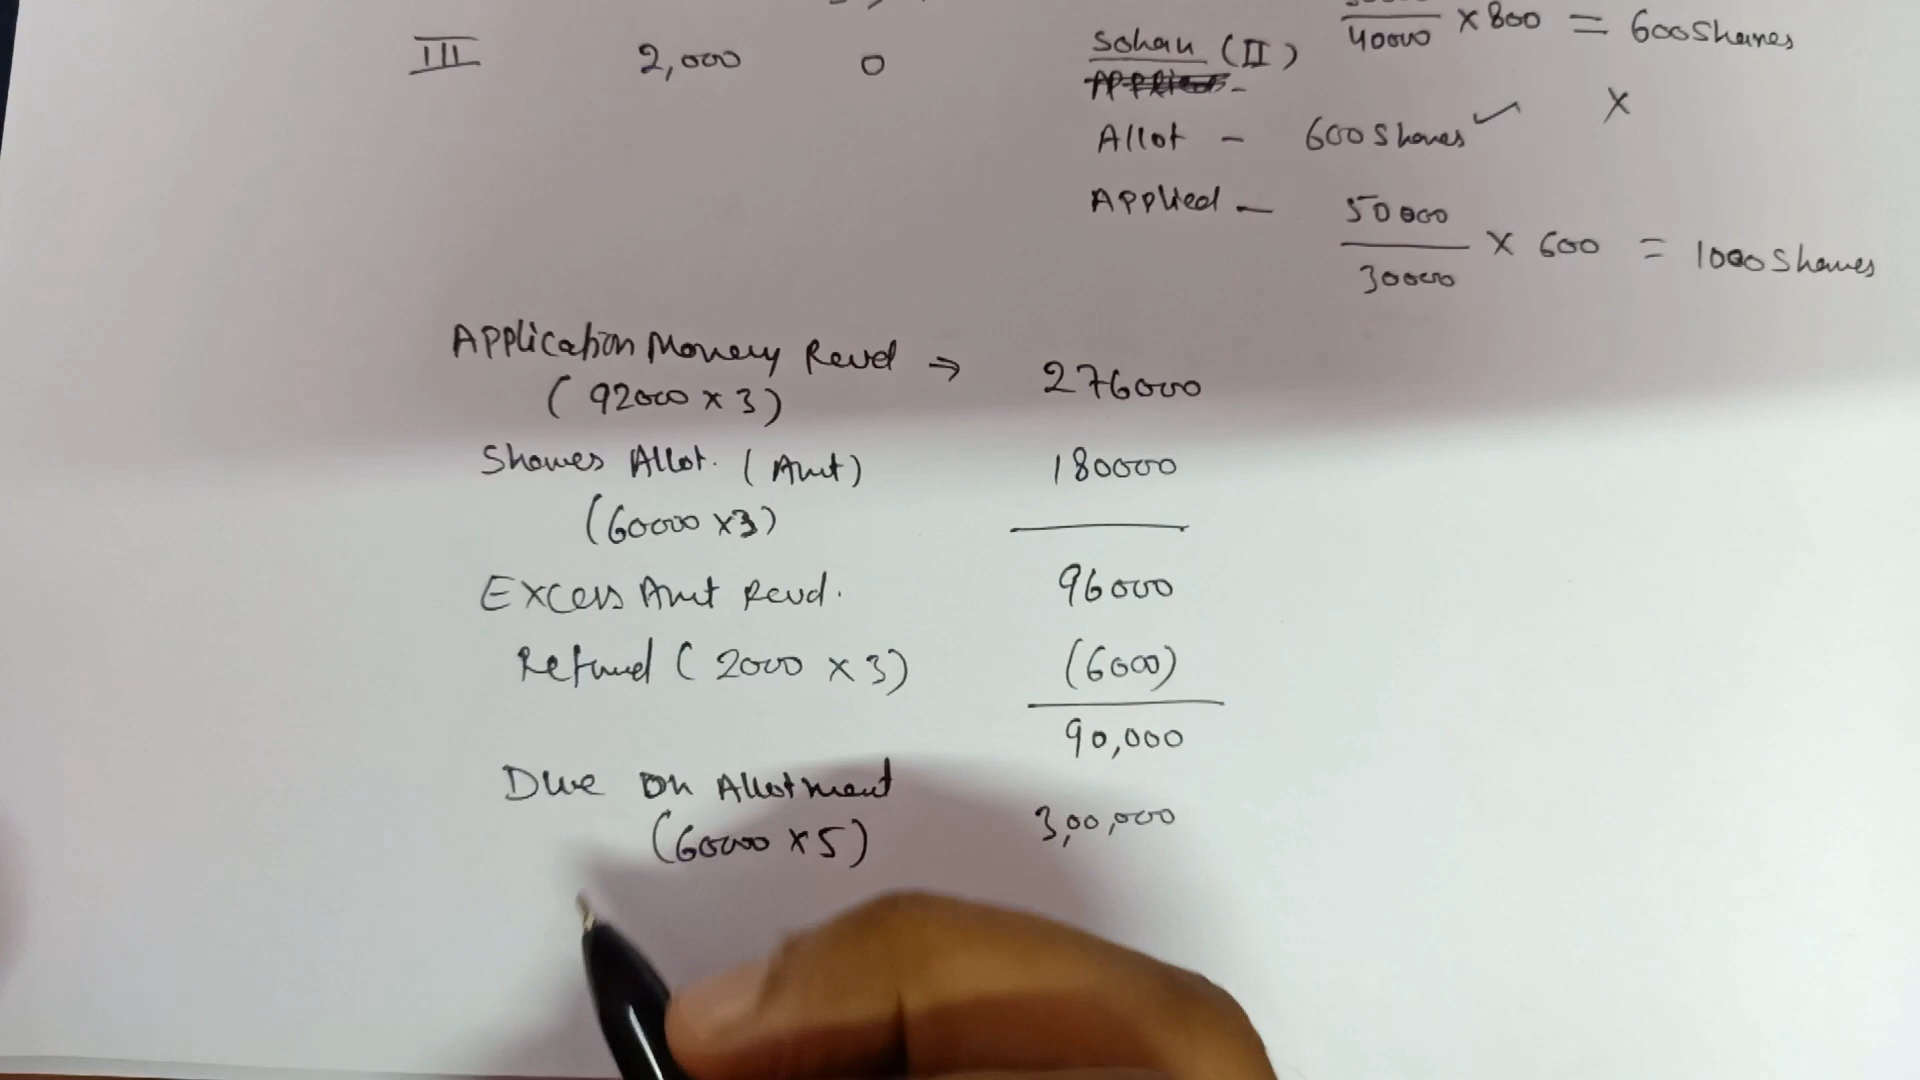 III 2,000 0
Sohan (II)
40000 × 800 = 600 Shares
Allot - 600 Shares ✓ ×
Applied - 50000
× 600 = 1000 Shares
30000
Application Money Recvd → 276000
(92000 × 3)
Shares Allot. (Amt) 180000
(60000 × 3)
Excess Amt Recvd. 96000
Refund (2000 × 3) (6000)
90,000
Due on Allotment
(60000 × 5) 3,00,000